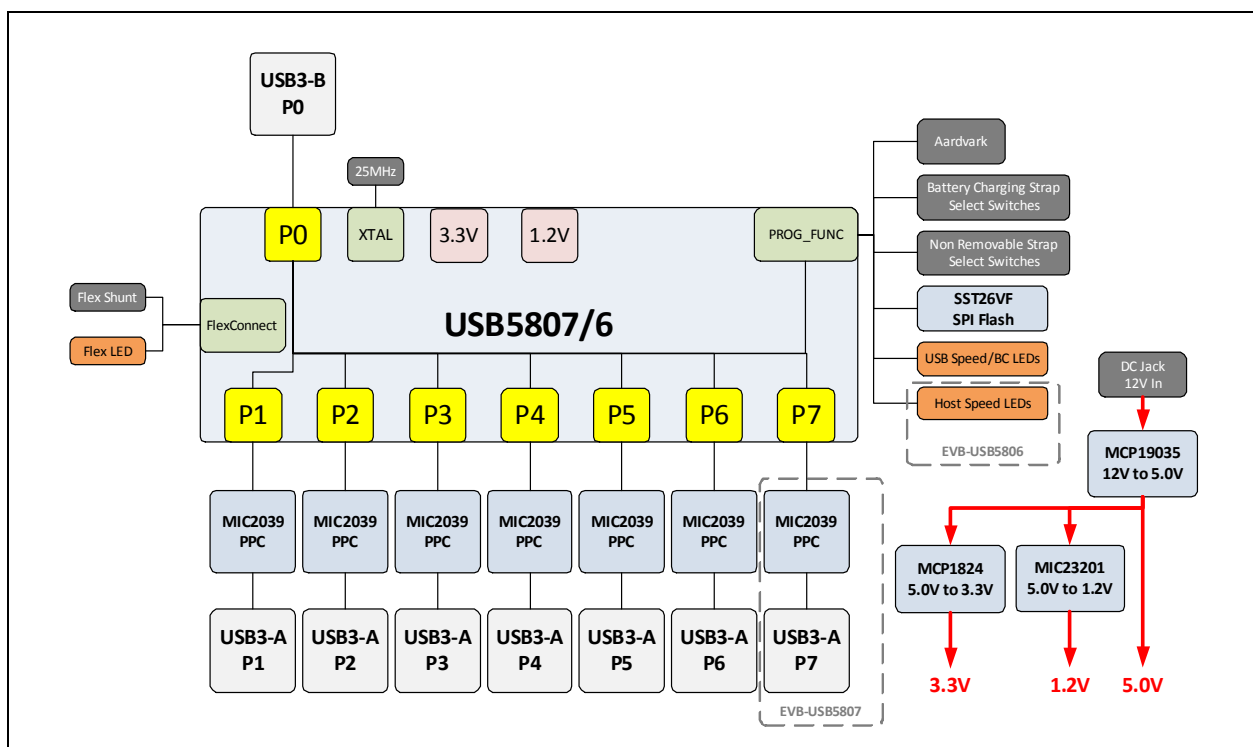 USB3-B
P0
25MHz
P0
XTAL
3.3V
1.2V
PROG_FUNC
Aardvark
Battery Charging Strap
Select Switches
Non Removable Strap
Select Switches
SST26VF
SPI Flash
USB Speed/BC LEDs
Host Speed LEDs
EVB-USB5806
Flex Shunt
Flex LED
FlexConnect
USB5807/6
P1
P2
P3
P4
P5
P6
P7
MIC2039
PPC
MIC2039
PPC
MIC2039
PPC
MIC2039
PPC
MIC2039
PPC
MIC2039
PPC
MIC2039
PPC
USB3-A
P1
USB3-A
P2
USB3-A
P3
USB3-A
P4
USB3-A
P5
USB3-A
P6
USB3-A
P7
EVB-USB5807
DC Jack
12V In
MCP19035
12V to 5.0V
MCP1824
5.0V to 3.3V
MIC23201
5.0V to 1.2V
3.3V
1.2V
5.0V